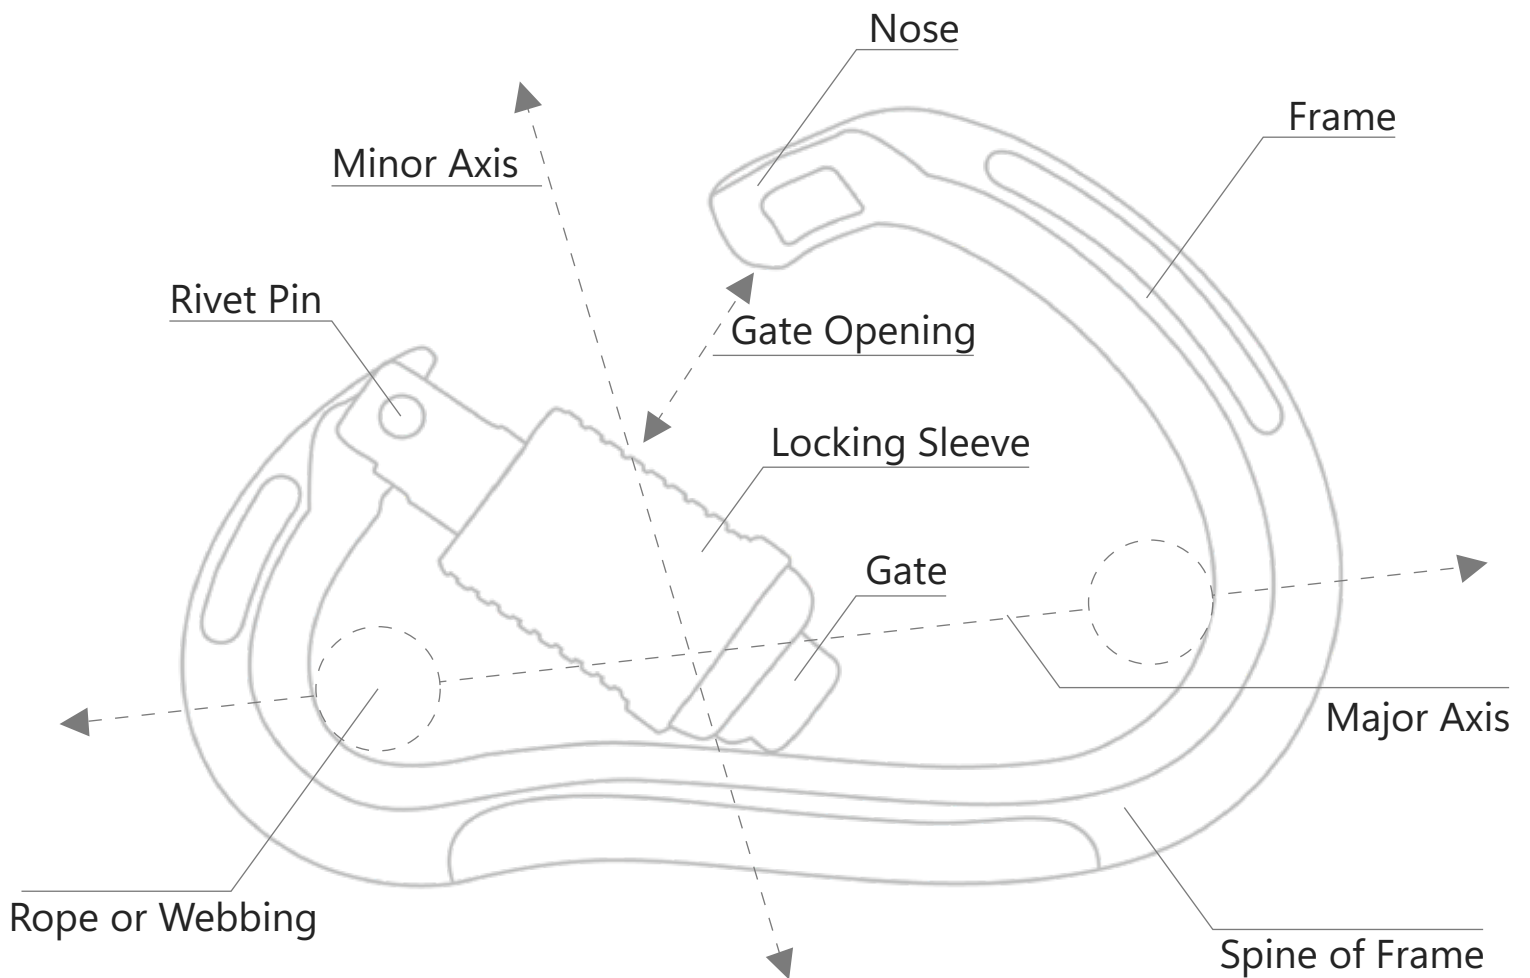 Nose
Frame
Minor Axis
Rivet Pin
Gate Opening
Locking Sleeve
Gate
Major Axis
Rope or Webbing
Spine of Frame